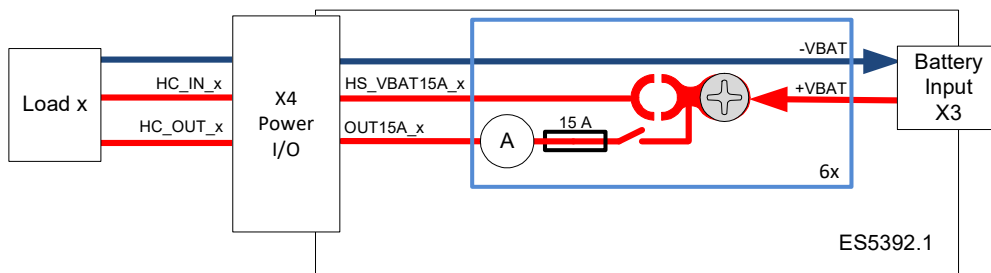 -VBAT
Load x
HC_IN_x
X4
Power
I/O
HS_VBAT15A_x
+VBAT
Battery
Input
X3
HC_OUT_x
OUT15A_x
15 A
A
6x
ES5392.1